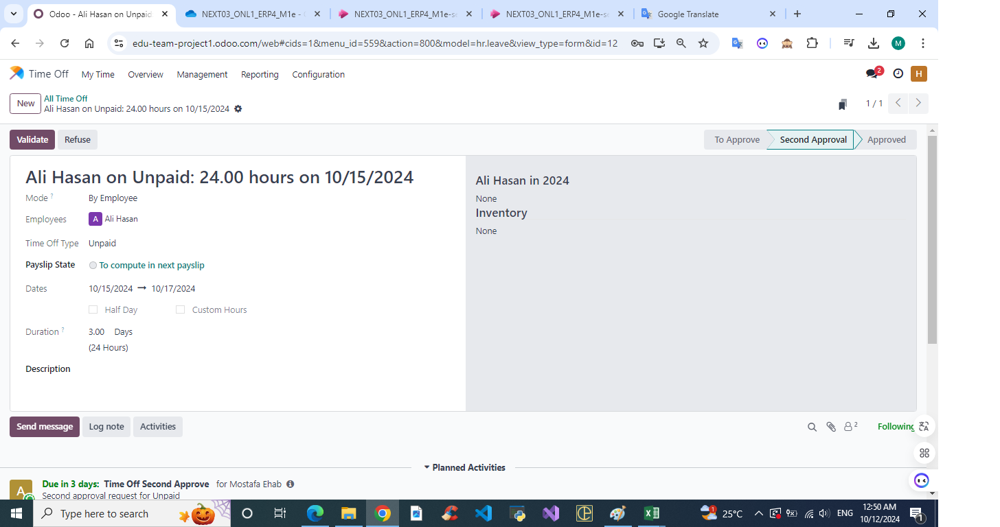 Odoo - Ali Hasan on Unpaid
NEXT03_ONL1_ERP4_M1e -
NEXT03_ONL1_ERP4_M1e-se
NEXT03_ONL1_ERP4_M1e-se
Google Translate
edu-team-project1.odoo.com/web#cids=1&menu_id=559&action=800&model=hr.leave&view_type=form&id=12
M
Time Off
My Time
Overview
Management
Reporting
Configuration
2
H
New
All Time Off
Ali Hasan on Unpaid: 24.00 hours on 10/15/2024
1 / 1
Validate
Refuse
To Approve
Second Approval
Approved
Ali Hasan on Unpaid: 24.00 hours on 10/15/2024
Mode ?
By Employee
Employees
A Ali Hasan
Time Off Type
Unpaid
Payslip State
To compute in next payslip
Dates
10/15/2024 → 10/17/2024
Half Day
Custom Hours
Duration ?
3.00 Days
(24 Hours)
Description
Ali Hasan in 2024
None
Inventory
None
Send message
Log note
Activities
2
Following
Planned Activities
A
Due in 3 days: Time Off Second Approve for Mostafa Ehab
Second approval request for Unpaid
Type here to search
1
25°C
ENG
12:50 AM
10/12/2024
1